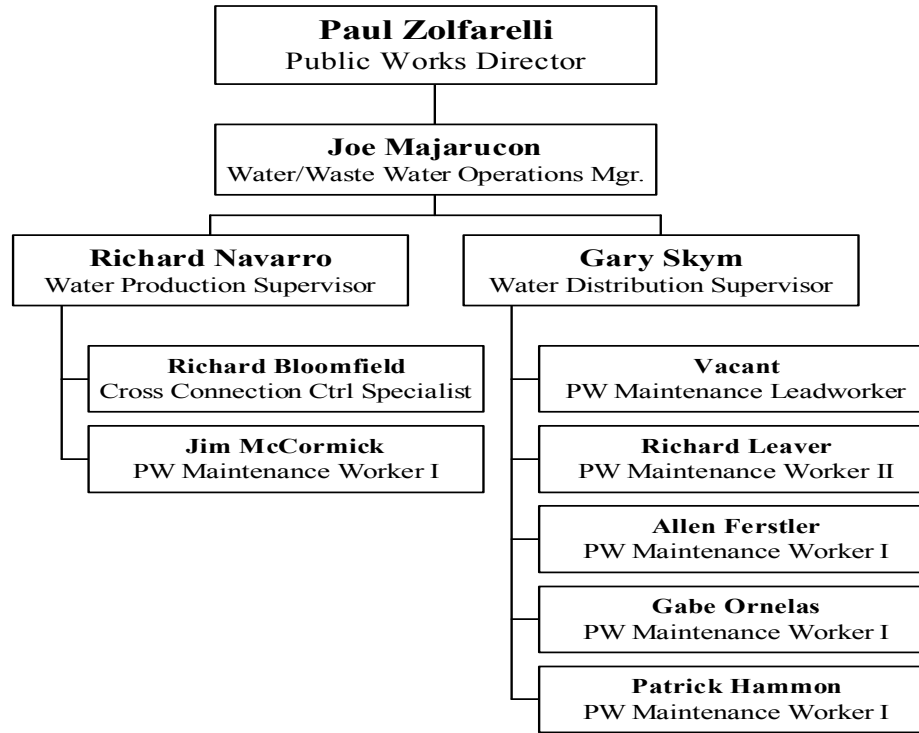 Paul Zolfarelli
Public Works Director
Joe Majarucon
Water/Waste Water Operations Mgr.
Richard Navarro
Water Production Supervisor
Richard Bloomfield
Cross Connection Ctrl Specialist
Jim McCormick
PW Maintenance Worker I
Gary Skym
Water Distribution Supervisor
Vacant
PW Maintenance Leadworker
Richard Leaver
PW Maintenance Worker II
Allen Ferstler
PW Maintenance Worker I
Gabe Ornelas
PW Maintenance Worker I
Patrick Hammon
PW Maintenance Worker I